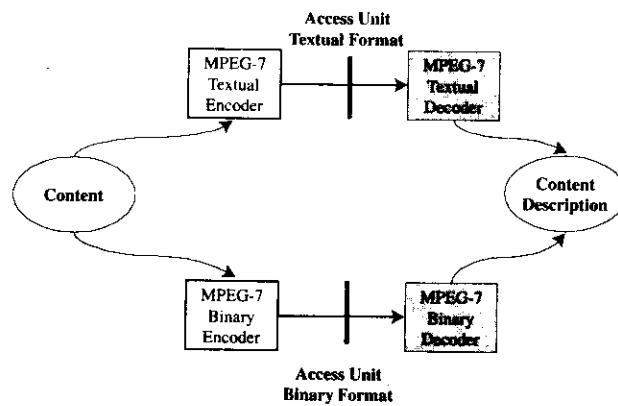 Access Unit
Textual Format
MPEG-7
Textual
Encoder
MPEG-7
Textual
Decoder
Content
Content
Description
MPEG-7
Binary
Encoder
MPEG-7
Binary
Decoder
Access Unit
Binary Format